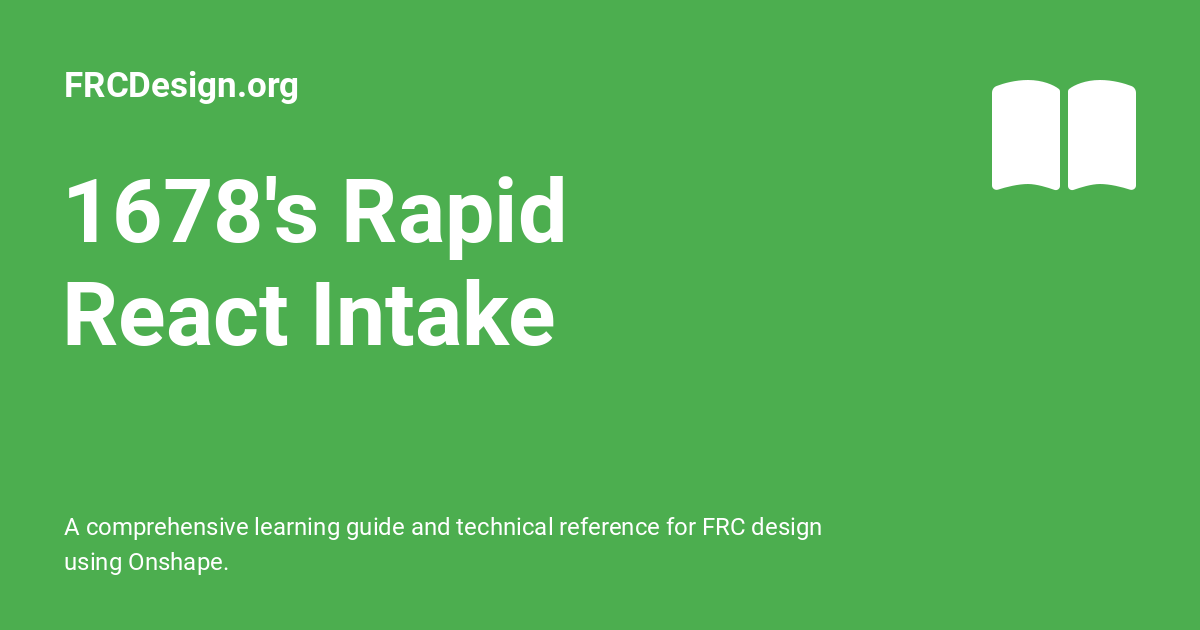 FRCDesign.org
1678's Rapid
React Intake
A comprehensive learning guide and technical reference for FRC design
using Onshape.